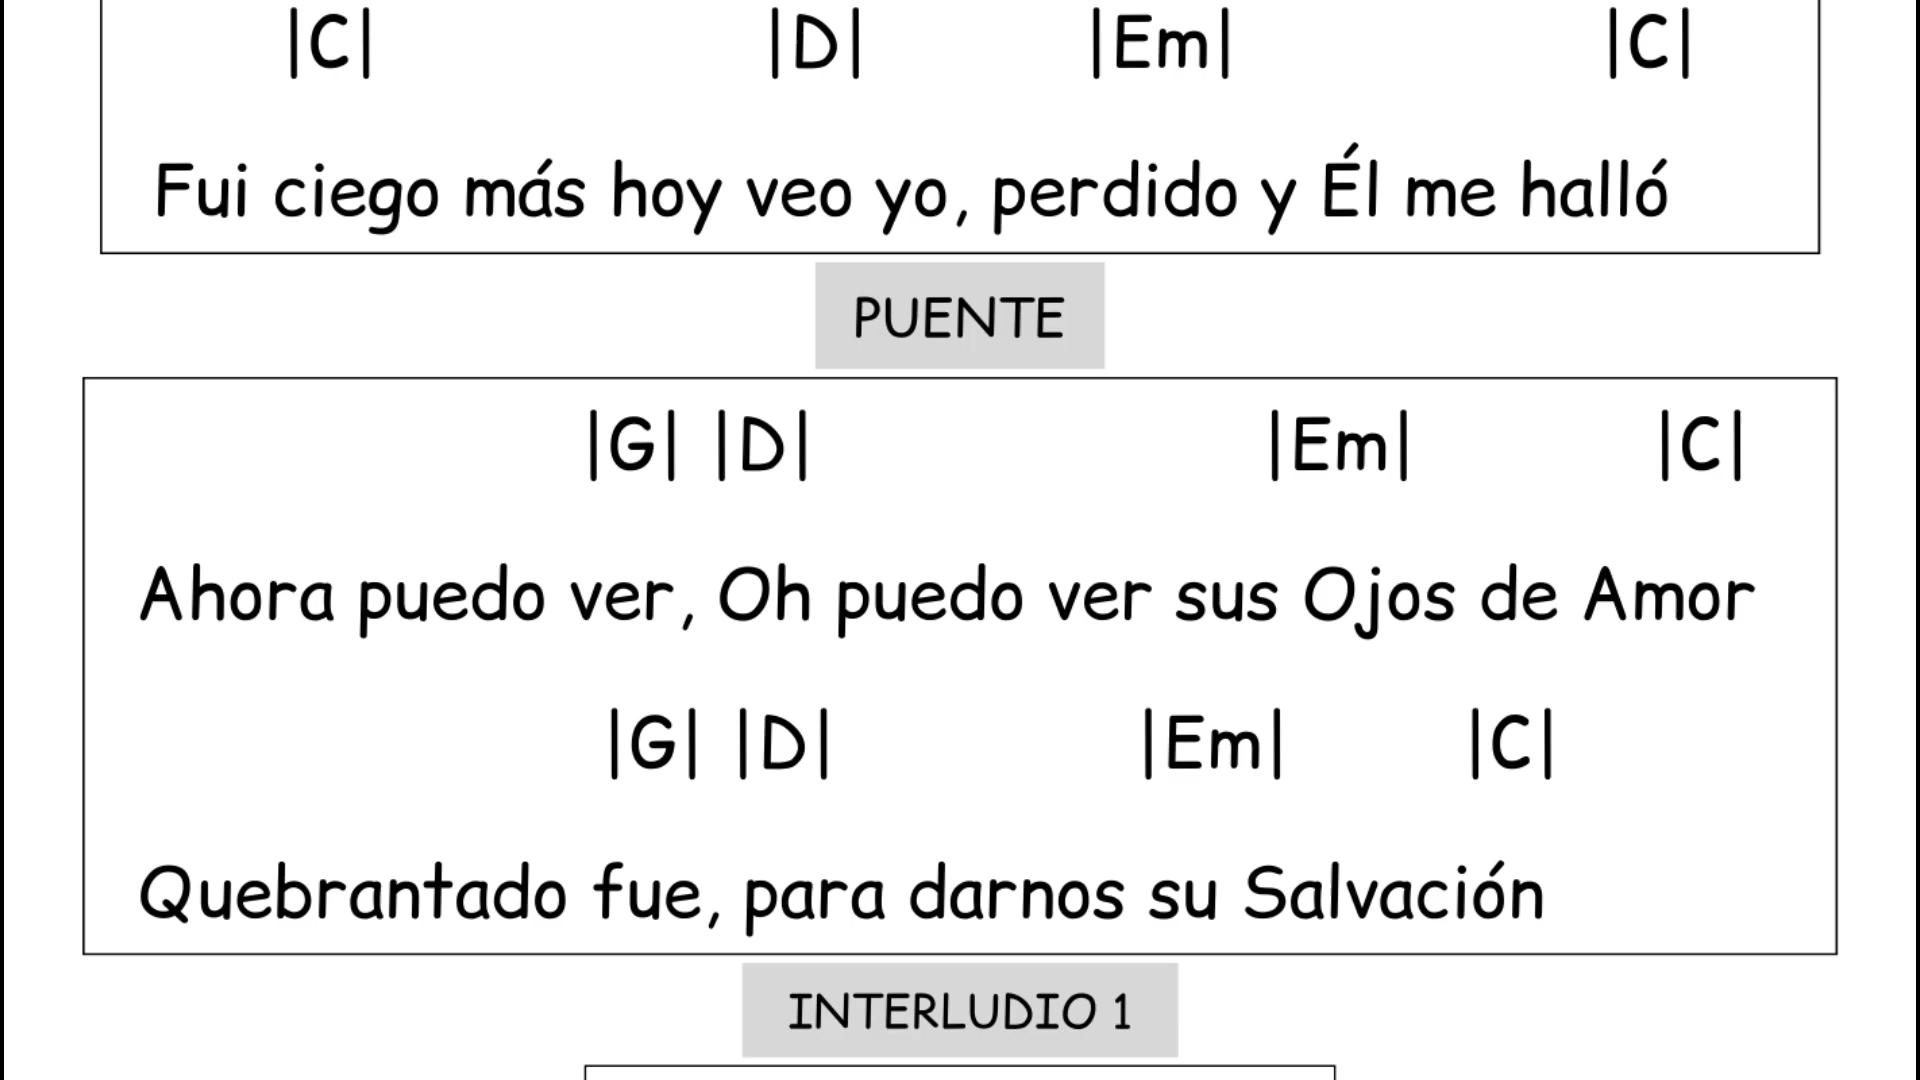 |C| |D| |Em| |C|
Fui ciego más hoy veo yo, perdido y Él me halló
PUENTE
|G| |D| |Em| |C|
Ahora puedo ver, Oh puedo ver sus Ojos de Amor
|G| |D| |Em| |C|
Quebrantado fue, para darnos su Salvación
INTERLUDIO 1